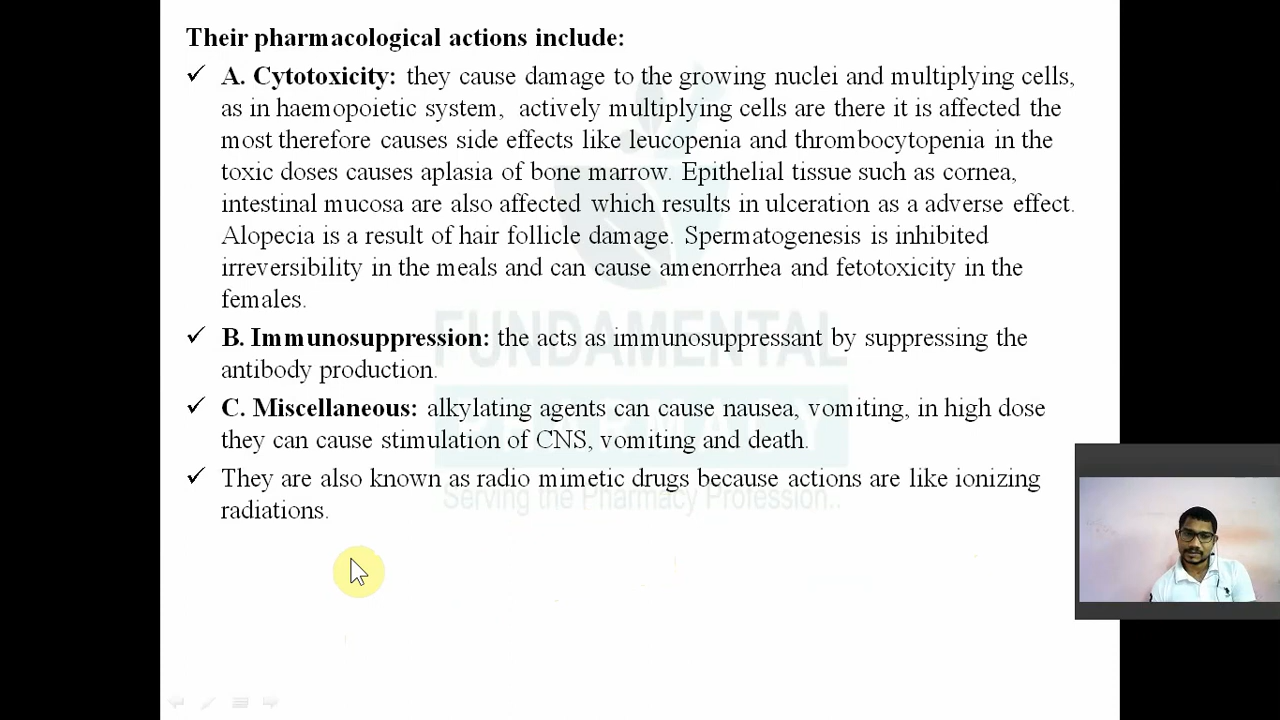 Their pharmacological actions include:
✓ A. Cytotoxicity: they cause damage to the growing nuclei and multiplying cells,
as in haemopoietic system, actively multiplying cells are there it is affected the
most therefore causes side effects like leucopenia and thrombocytopenia in the
toxic doses causes aplasia of bone marrow. Epithelial tissue such as cornea,
intestinal mucosa are also affected which results in ulceration as a adverse effect.
Alopecia is a result of hair follicle damage. Spermatogenesis is inhibited
irreversibility in the meals and can cause amenorrhea and fetotoxicity in the
females.
✓ B. Immunosuppression: the acts as immunosuppressant by suppressing the
antibody production.
✓ C. Miscellaneous: alkylating agents can cause nausea, vomiting, in high dose
they can cause stimulation of CNS, vomiting and death.
✓ They are also known as radio mimetic drugs because actions are like ionizing
radiations.
FUNDAMENTAL
PHARMACY
Serving the Pharmacy Profession..